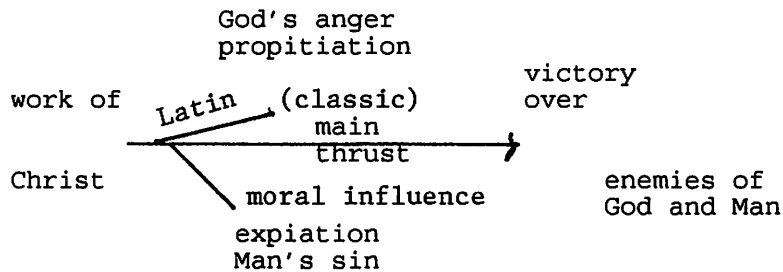 God's anger
propitiation
victory
over
work of
Latin
(classic)
main
thrust
Christ
moral influence
enemies of
God and Man
expiation
Man's sin